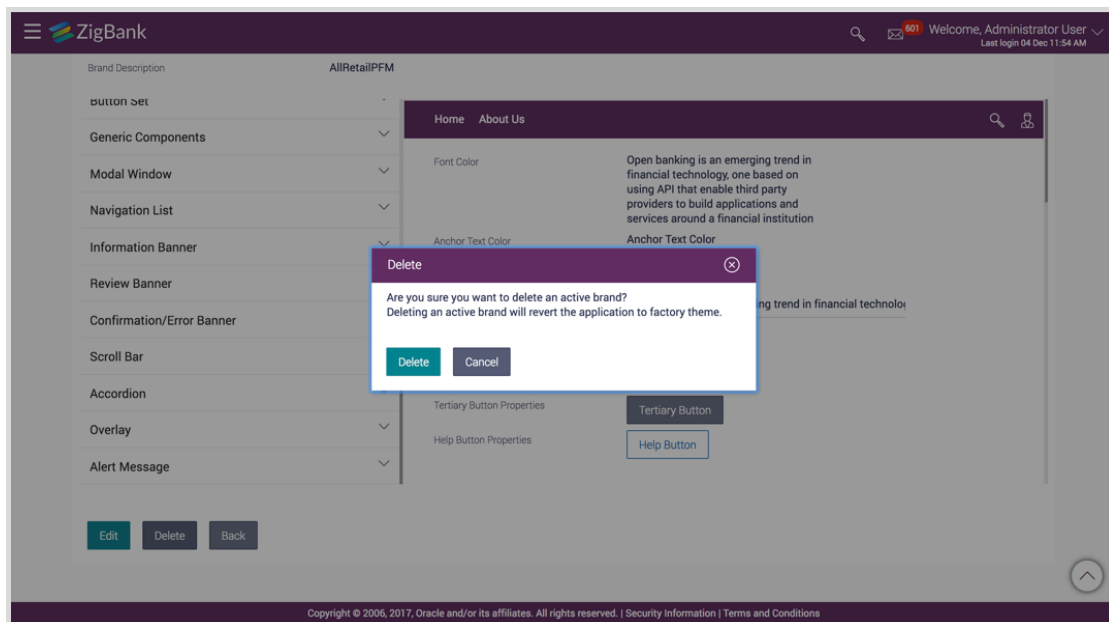 ZigBank
601
Welcome, Administrator User
Last login 04 Dec 11:54 AM
Brand Description
AllRetailPFM
Button Set
Generic Components
Modal Window
Navigation List
Information Banner
Review Banner
Confirmation/Error Banner
Scroll Bar
Accordion
Overlay
Alert Message
Home About Us
Font Color
Open banking is an emerging trend in
financial technology, one based on
using API that enable third party
providers to build applications and
services around a financial institution
Anchor Text Color
Anchor Text Color
Delete
Are you sure you want to delete an active brand?
Deleting an active brand will revert the application to factory theme.
Delete Cancel
trend in financial
Tertiary Button Properties
Tertiary Button
Help Button Properties
Help Button
Edit Delete Back
Copyright © 2006, 2017, Oracle and/or its affiliates. All rights reserved. | Security Information | Terms and Conditions